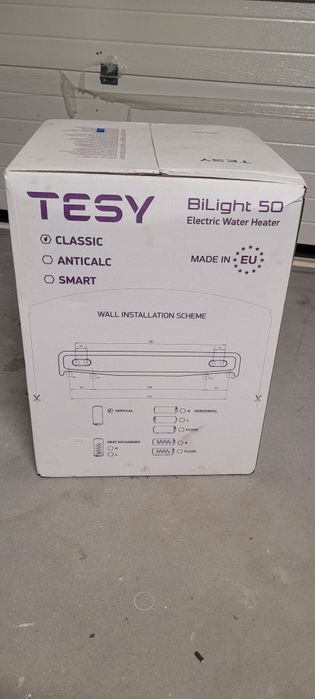 TESY
TESY
BiLight 50
Electric Water Heater
CLASSIC
ANTICALC
SMART
MADE IN EU
WALL INSTALLATION SCHEME
VERTICAL
HORIZONTAL
R
L
FLOOR
HEAT EXCHANGER
R
L
R
FLOOR